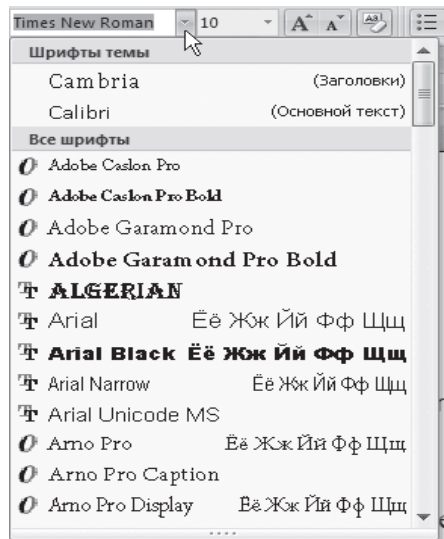 Times New Roman 10
Шрифты темы
Cambria (Заголовки)
Calibri (Основной текст)
Все шрифты
Adobe Caslon Pro
Adobe Caslon Pro Bold
Adobe Garamond Pro
Adobe Garamond Pro Bold
ALGERIAN
Arial Ёё Жж Йй Фф Щщ
Arial Black Ёё Жж Йй Фф Щщ
Arial Narrow Ёё Жж Йй Фф Щщ
Arial Unicode MS
Arno Pro Ёё Жж Йй Фф Щщ
Arno Pro Caption
Arno Pro Display Ёё Жж Йй Фф Щщ